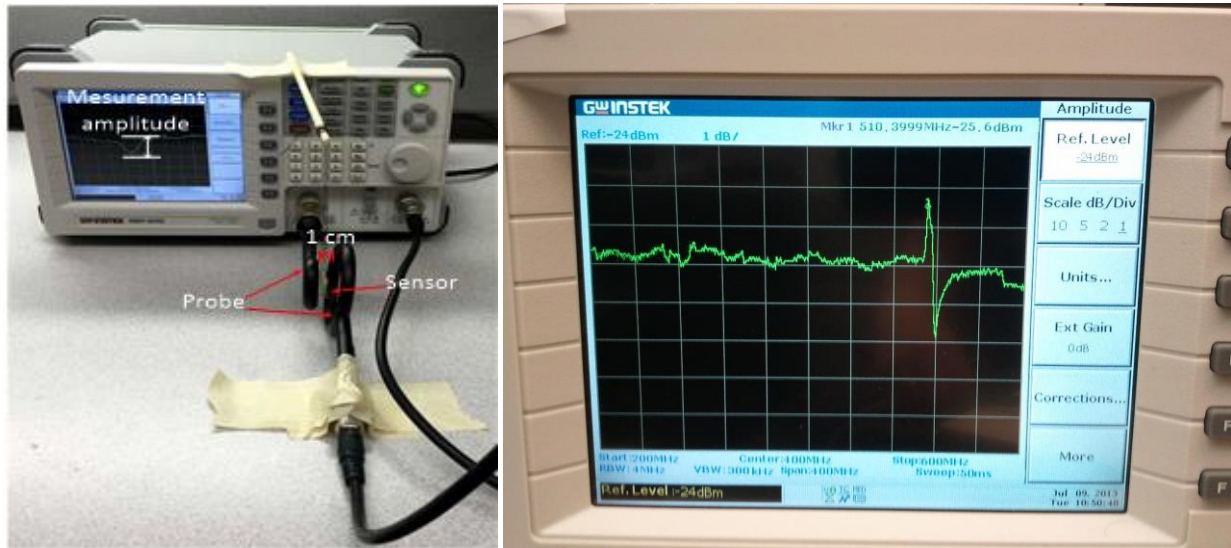 Mesurement
amplitude
1 cm
Probe
Sensor
GWINSTEK
Ref:-24dBm 1 dB/ Mkr1 510.3999MHz-25.6dBm
Amplitude
Ref. Level
-24dBm
Scale dB/Div
10 5 2 1
Units...
Ext Gain
0dB
Corrections...
More
Start:200MHz Center:400MHz Stop:600MHz
RBW:4MHz VBW:300kHz Span:400MHz Sweep:50ms
Ref. Level :-24dBm
Jul 09, 2013
Tue 10:50:48
F
F